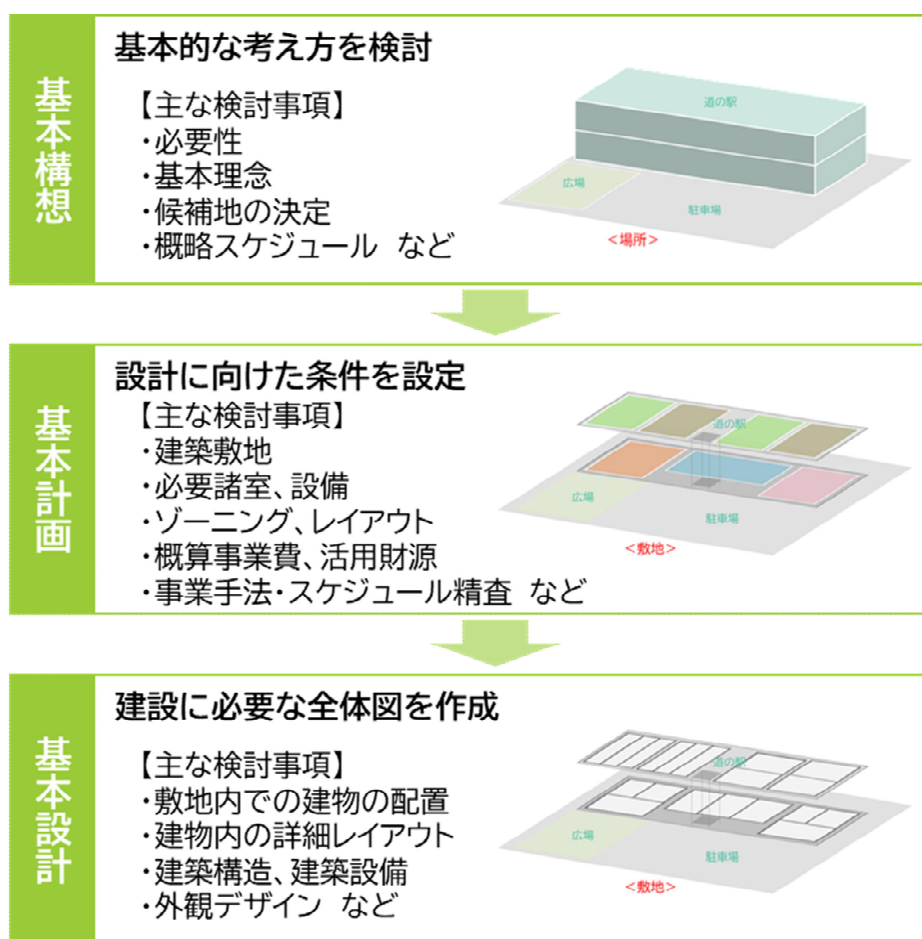 基本構想
基本的な考え方を検討
【主な検討事項】
・必要性
・基本理念
・候補地の決定
・概略スケジュール など
道の駅
広場
駐車場
<場所>
基本計画
設計に向けた条件を設定
【主な検討事項】
・建築敷地
・必要諸室、設備
・ゾーニング、レイアウト
・概算事業費、活用財源
・事業手法・スケジュール精査 など
道の駅
広場
駐車場
<敷地>
基本設計
建設に必要な全体図を作成
【主な検討事項】
・敷地内での建物の配置
・建物内の詳細レイアウト
・建築構造、建築設備
・外観デザイン など
道の駅
広場
駐車場
<敷地>